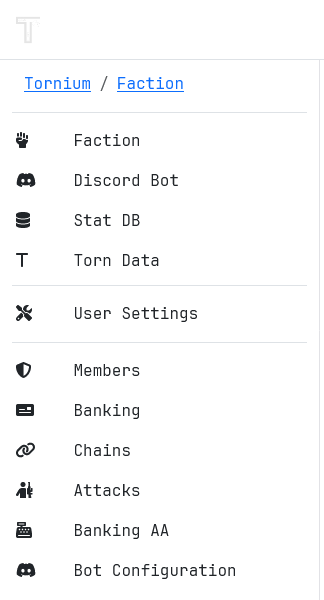 T
Tornium / Faction
Faction
Discord Bot
Stat DB
Torn Data
User Settings
Members
Banking
Chains
Attacks
Banking AA
Bot Configuration